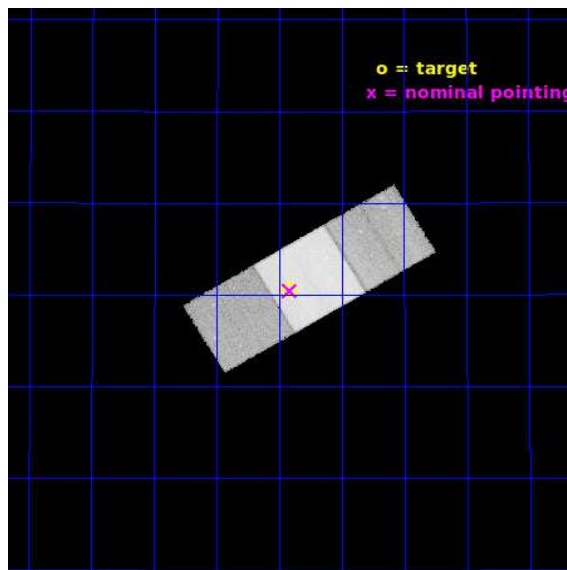 o = target
x = nominal pointing